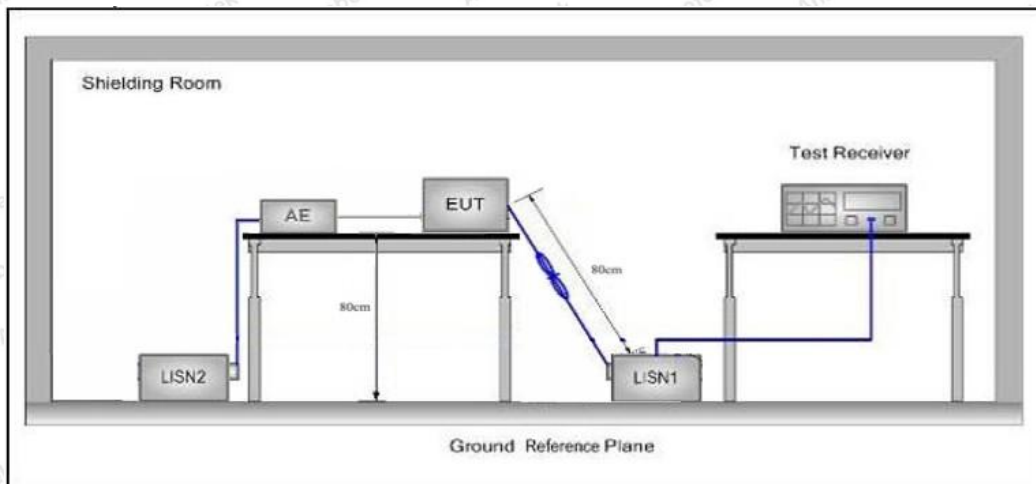 Shielding Room
Test Receiver
AE
EUT
80cm
80cm
LISN2
LISN1
Ground Reference Plane